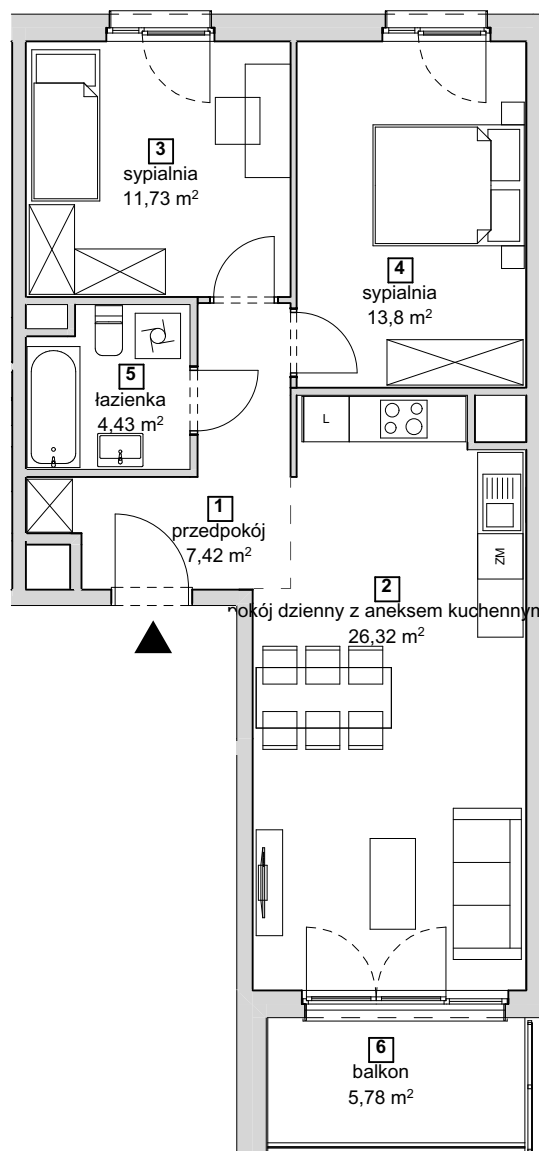 3
sypialnia
11,73 m²
4
sypialnia
13,8 m²
5
łazienka
4,43 m²
L
1
przedpokój
7,42 m²
ZM
2
pokój dzienny z aneksem kuchennym
26,32 m²
6
balkon
5,78 m²